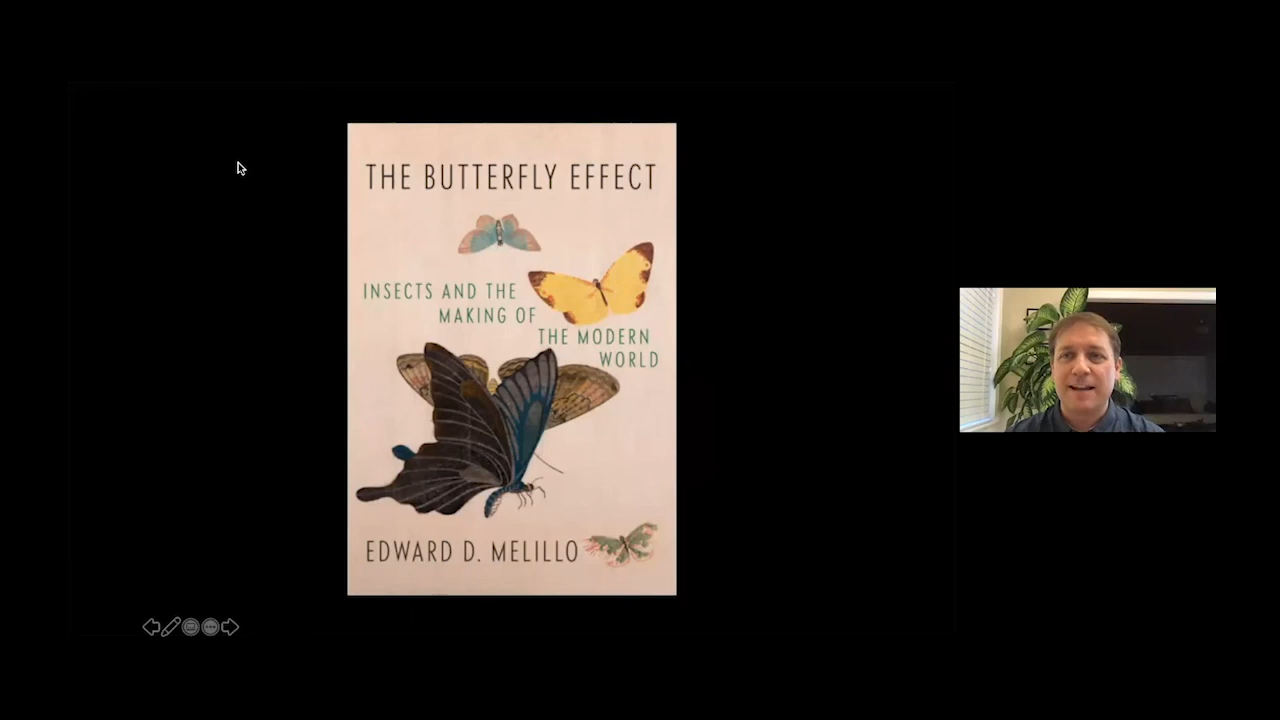 THE BUTTERFLY EFFECT
INSECTS AND THE
MAKING OF
THE MODERN
WORLD
EDWARD D. MELILLO